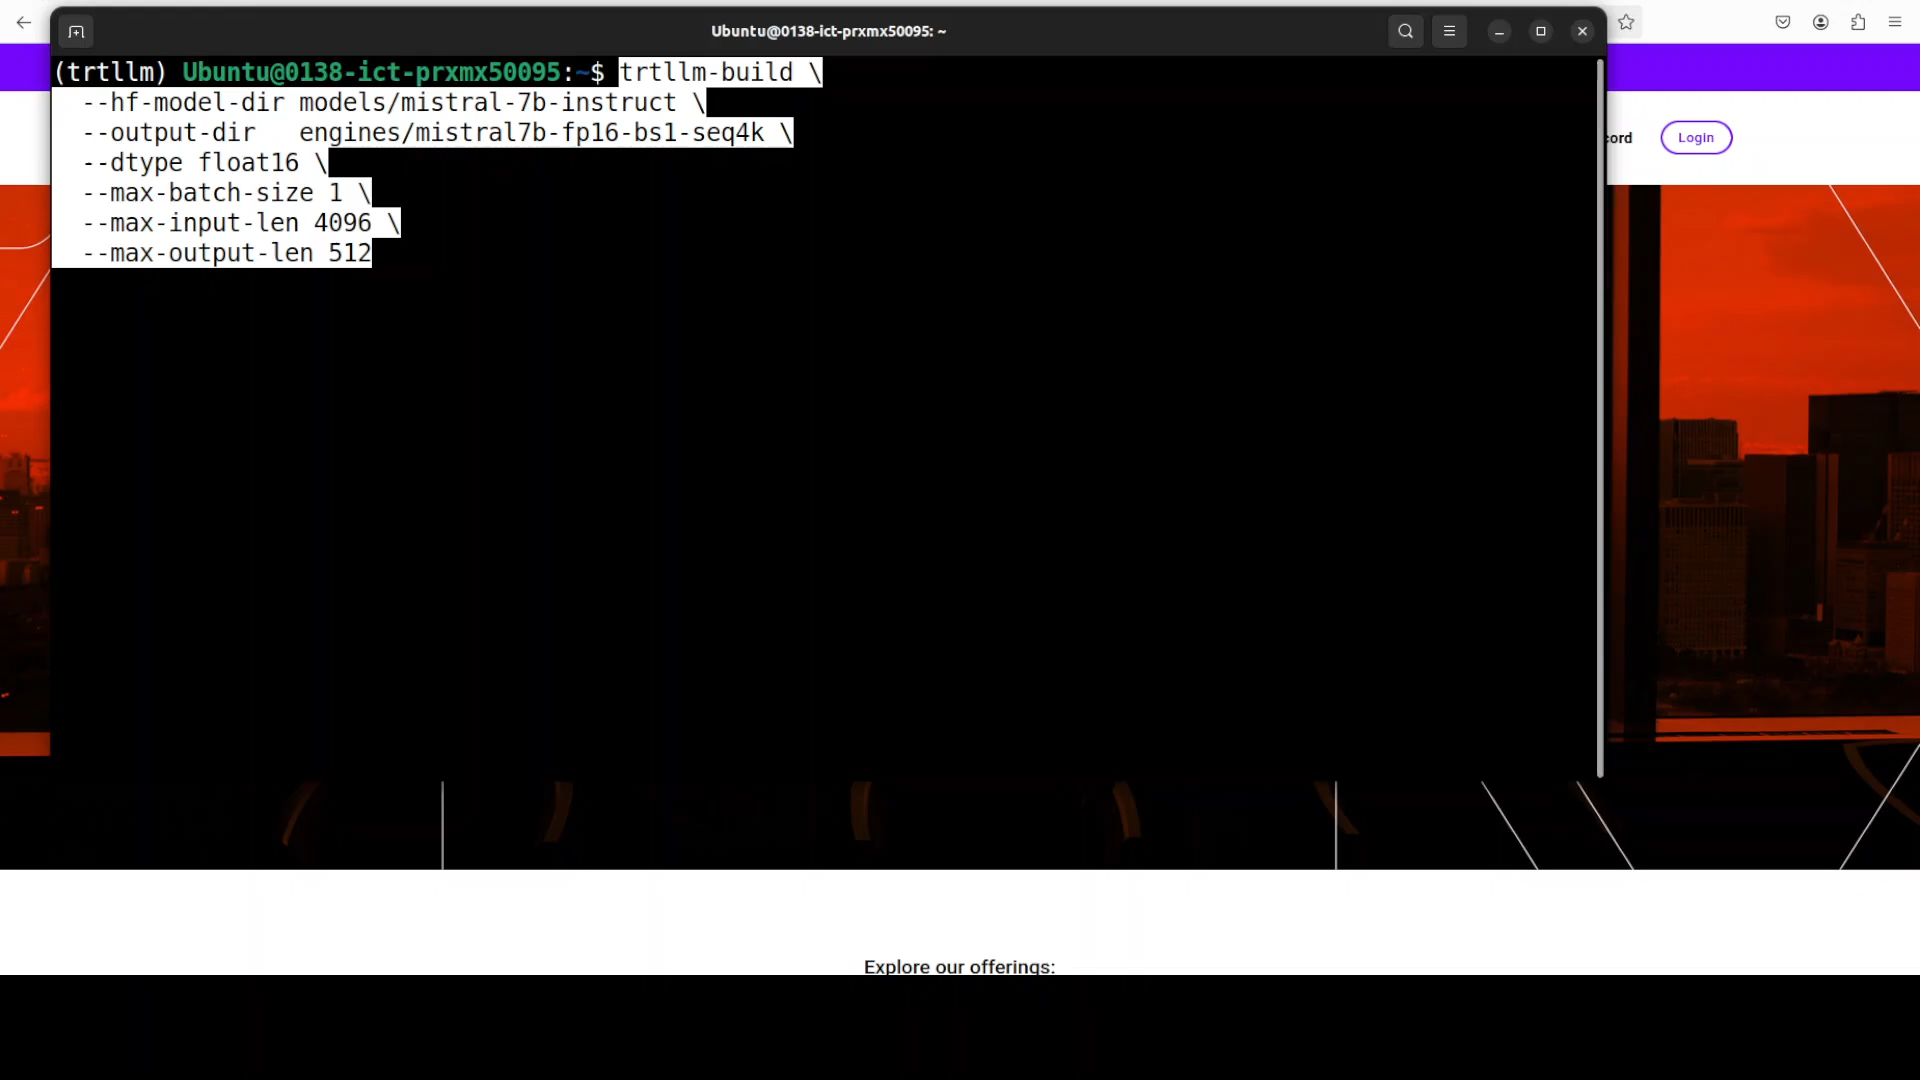 Ubuntu@0138-ict-prxmx50095: ~
(trtllm) Ubuntu@0138-ict-prxmx50095:~$ trtllm-build \
--hf-model-dir models/mistral-7b-instruct \
--output-dir   engines/mistral7b-fp16-bs1-seq4k \
--dtype float16 \
--max-batch-size 1 \
--max-input-len 4096 \
--max-output-len 512
Login
Explore our offerings: